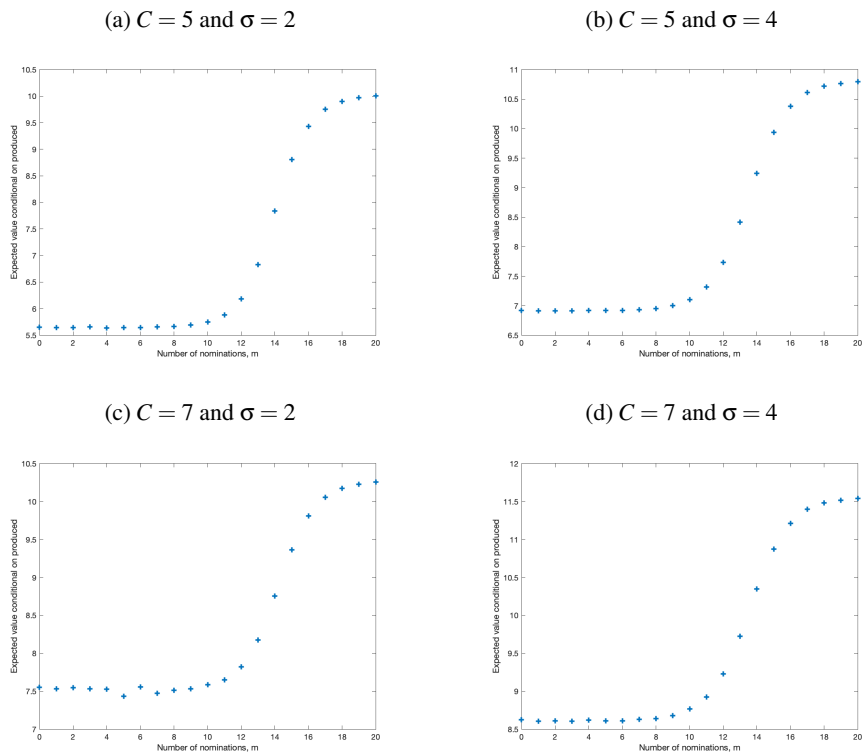 (a) C = 5 and σ = 2
10.5
10
9.5
9
8.5
8
7.5
7
6.5
6
5.5
Expected value conditional on produced
0 2 4 6 8 10 12 14 16 18 20
Number of nominations, m
(b) C = 5 and σ = 4
11
10.5
10
9.5
9
8.5
8
7.5
7
6.5
Expected value conditional on produced
0 2 4 6 8 10 12 14 16 18 20
Number of nominations, m
(c) C = 7 and σ = 2
10.5
10
9.5
9
8.5
8
7.5
7
Expected value conditional on produced
0 2 4 6 8 10 12 14 16 18 20
Number of nominations, m
(d) C = 7 and σ = 4
12
11.5
11
10.5
10
9.5
9
8.5
Expected value conditional on produced
0 2 4 6 8 10 12 14 16 18 20
Number of nominations, m